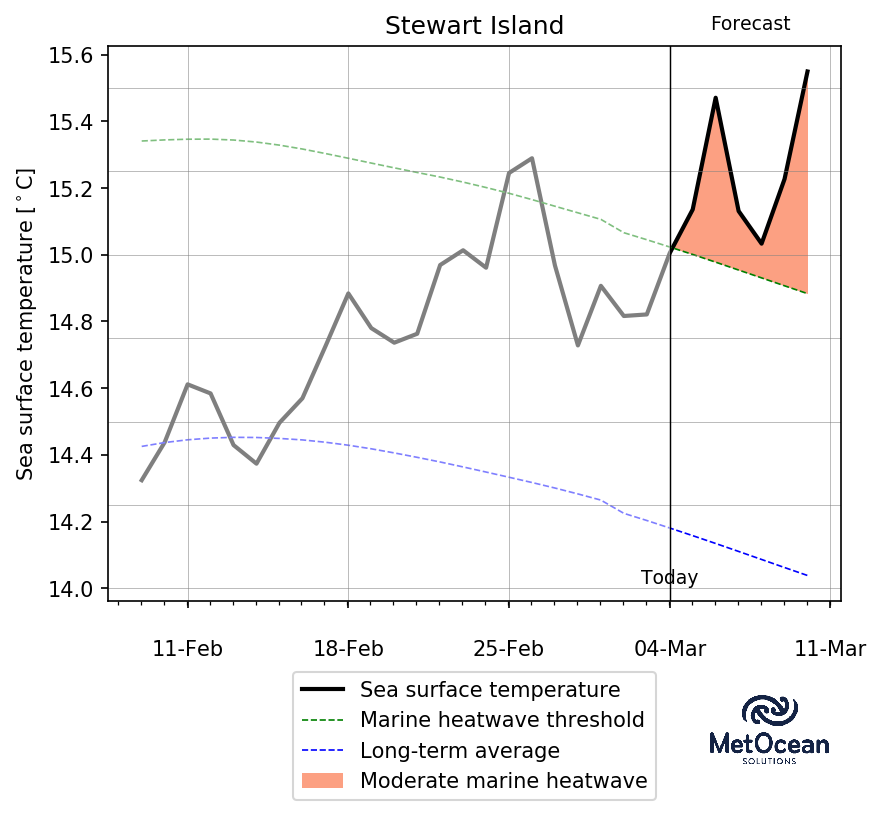 Stewart Island
Forecast
Sea surface temperature [°C]
15.6
15.4
15.2
15.0
14.8
14.6
14.4
14.2
14.0
Today
11-Feb
18-Feb
25-Feb
04-Mar
11-Mar
Sea surface temperature
Marine heatwave threshold
Long-term average
Moderate marine heatwave
MetOcean
SOLUTIONS